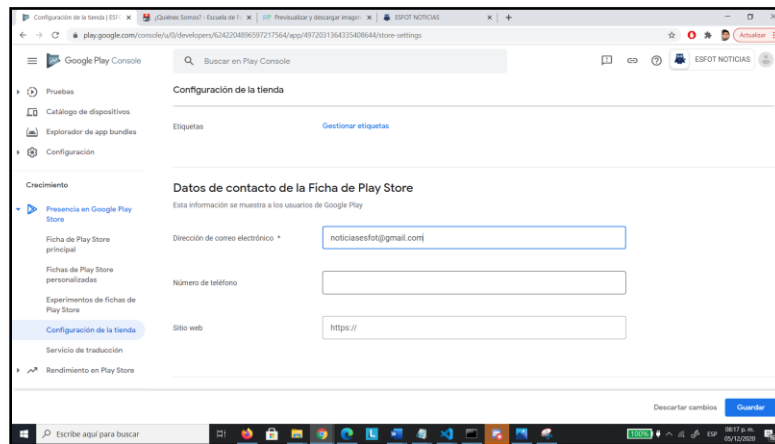 Configuración de la tienda | ESFO
¿Quiénes Somos? - Escuela de Fo
Previsualizar y descargar imagen
ESFOT NOTICIAS
play.google.com/console/u/0/developers/6242204896597217564/app/4972031364335408644/store-settings
Actualizar
Google Play Console
Buscar en Play Console
ESFOT NOTICIAS
Pruebas
Catálogo de dispositivos
Explorador de app bundles
Configuración
Crecimiento
Presencia en Google Play
Store
Ficha de Play Store
principal
Fichas de Play Store
personalizadas
Experimentos de fichas de
Play Store
Configuración de la tienda
Servicio de traducción
Rendimiento en Play Store
Configuración de la tienda
Etiquetas
Gestionar etiquetas
Datos de contacto de la Ficha de Play Store
Esta información se muestra a los usuarios de Google Play
Dirección de correo electrónico *
noticiasesfot@gmail.com
Número de teléfono
Sitio web
https://
Descartar cambios
Guardar
Escribe aquí para buscar
100%
ESP
08:17 p. m.
05/12/2020